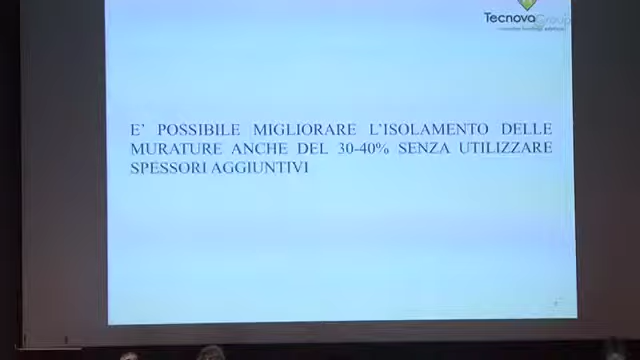 TecnovaGroup
E' POSSIBILE MIGLIORARE L'ISOLAMENTO DELLE
MURATURE ANCHE DEL 30-40% SENZA UTILIZZARE
SPESSORI AGGIUNTIVI